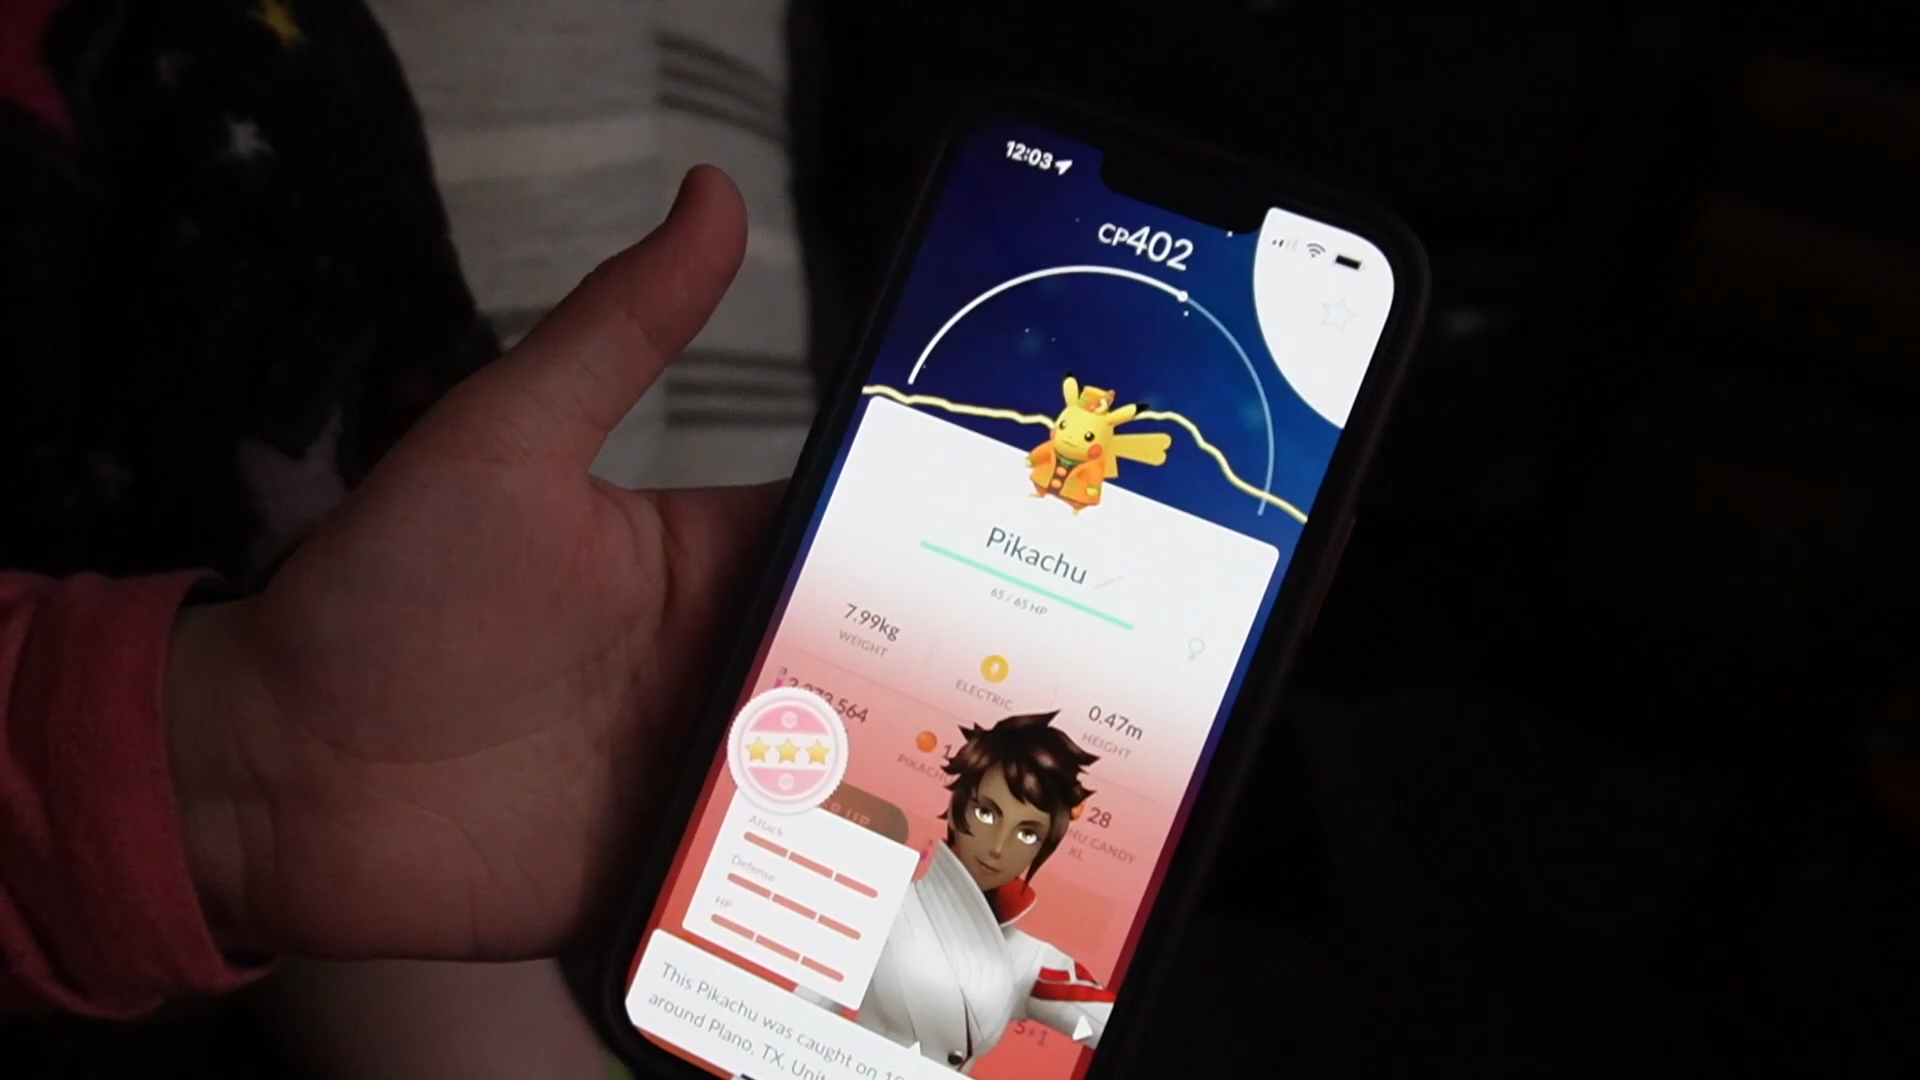 12:03
CP402
Pikachu
65 / 65 HP
7.99kg
WEIGHT
ELECTRIC
0.47m
HEIGHT
28
XL
Attack
Defense
HP
This Pikachu was caught on
around Plano, TX,